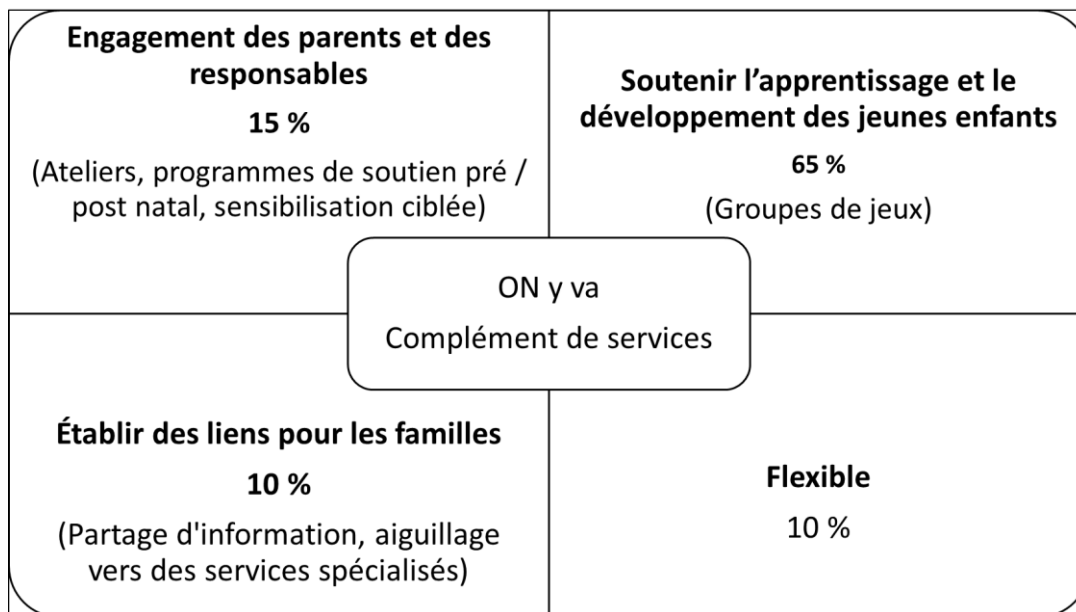 Engagement des parents et des
responsables
15 %
(Ateliers, programmes de soutien pré /
post natal, sensibilisation ciblée)
Soutenir l’apprentissage et le
développement des jeunes enfants
65 %
(Groupes de jeux)
ON y va
Complément de services
Établir des liens pour les familles
10 %
(Partage d'information, aiguillage
vers des services spécialisés)
Flexible
10 %